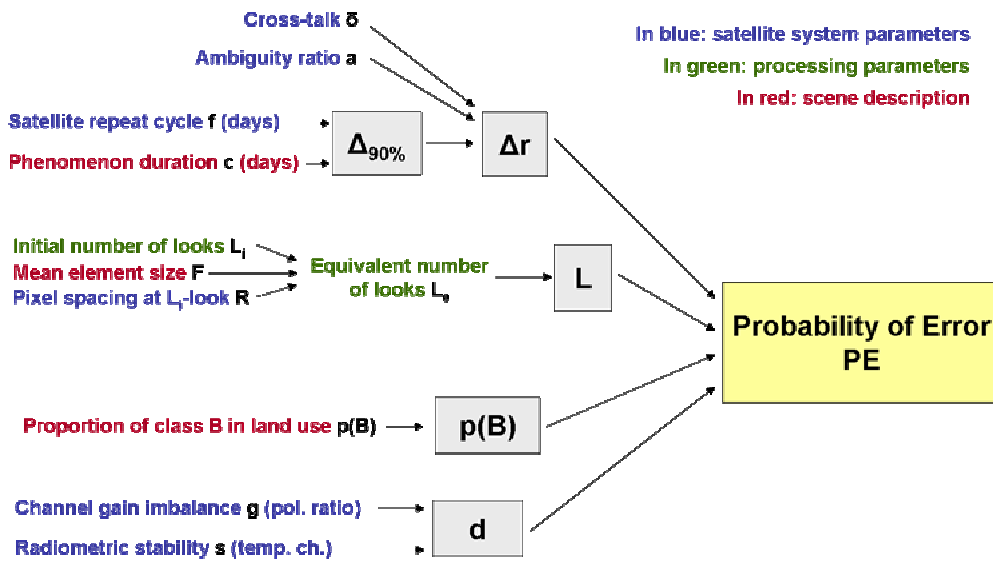 Cross-talk δ
Ambiguity ratio a
Satellite repeat cycle f (days)
Phenomenon duration c (days)
Δ90%
Δr
In blue: satellite system parameters
In green: processing parameters
In red: scene description
Initial number of looks Li
Mean element size F
Pixel spacing at Li-look R
Equivalent number
of looks Le
L
Probability of Error
PE
Proportion of class B in land use p(B)
p(B)
Channel gain imbalance g (pol. ratio)
Radiometric stability s (temp. ch.)
d